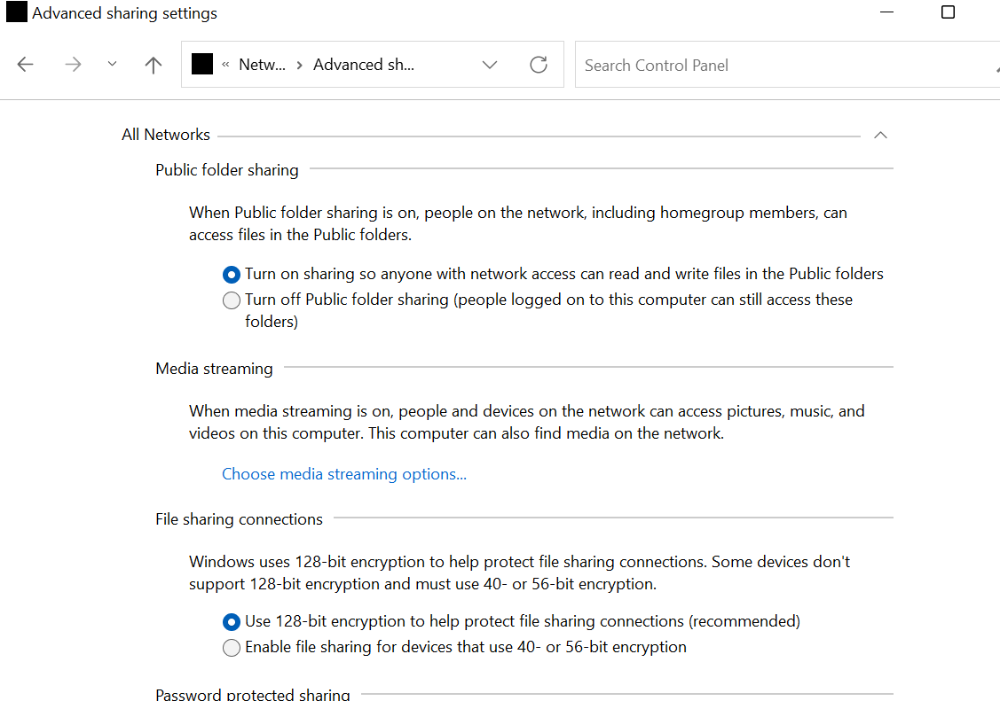 Advanced sharing settings
« Netw... › Advanced sh...
Search Control Panel
All Networks
Public folder sharing
When Public folder sharing is on, people on the network, including homegroup members, can
access files in the Public folders.
Turn on sharing so anyone with network access can read and write files in the Public folders
Turn off Public folder sharing (people logged on to this computer can still access these
folders)
Media streaming
When media streaming is on, people and devices on the network can access pictures, music, and
videos on this computer. This computer can also find media on the network.
Choose media streaming options...
File sharing connections
Windows uses 128-bit encryption to help protect file sharing connections. Some devices don't
support 128-bit encryption and must use 40- or 56-bit encryption.
Use 128-bit encryption to help protect file sharing connections (recommended)
Enable file sharing for devices that use 40- or 56-bit encryption
Password protected sharing